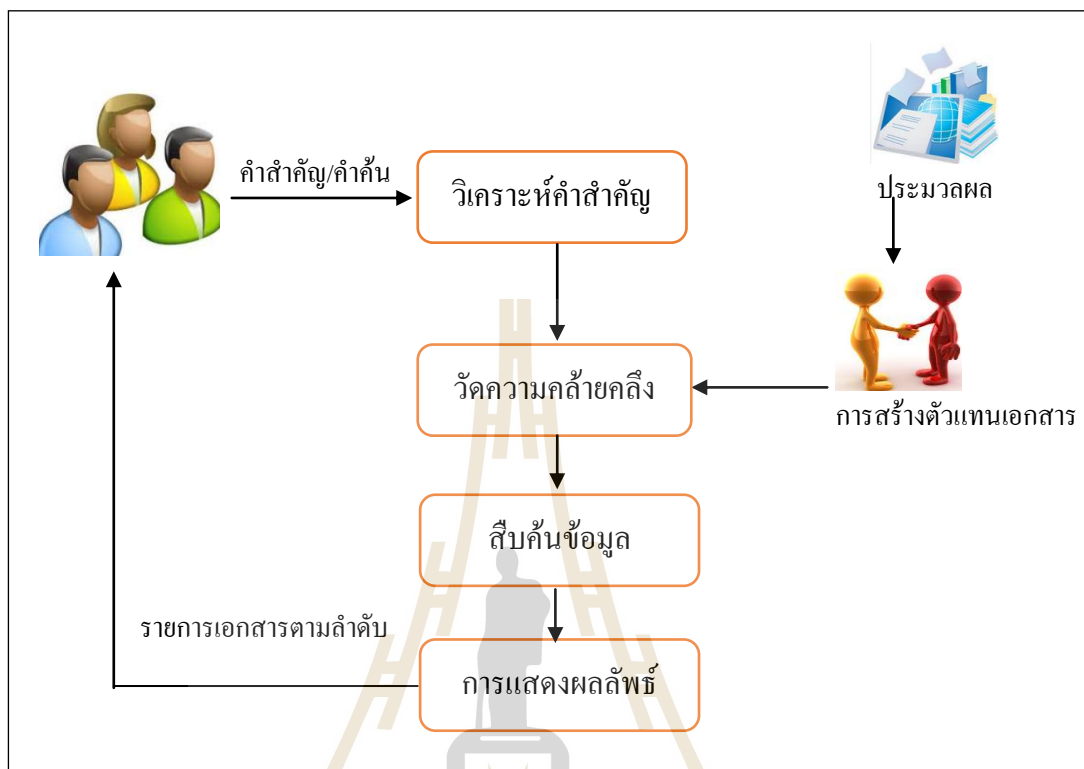 คำสำคัญ/คำค้น
วิเคราะห์คำสำคัญ
ประมวลผล
วัดความคล้ายคลึง
การสร้างตัวแทนเอกสาร
สืบค้นข้อมูล
รายการเอกสารตามลำดับ
การแสดงผลลัพธ์